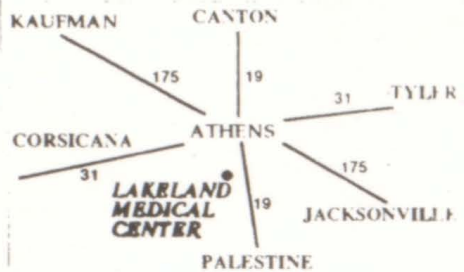 CANTON
KAUFMAN
175
19
31
TYLER
ATHENS
CORSICANA
31
175
LAKELAND
MEDICAL
CENTER
19
JACKSONVILLE
PALESTINE